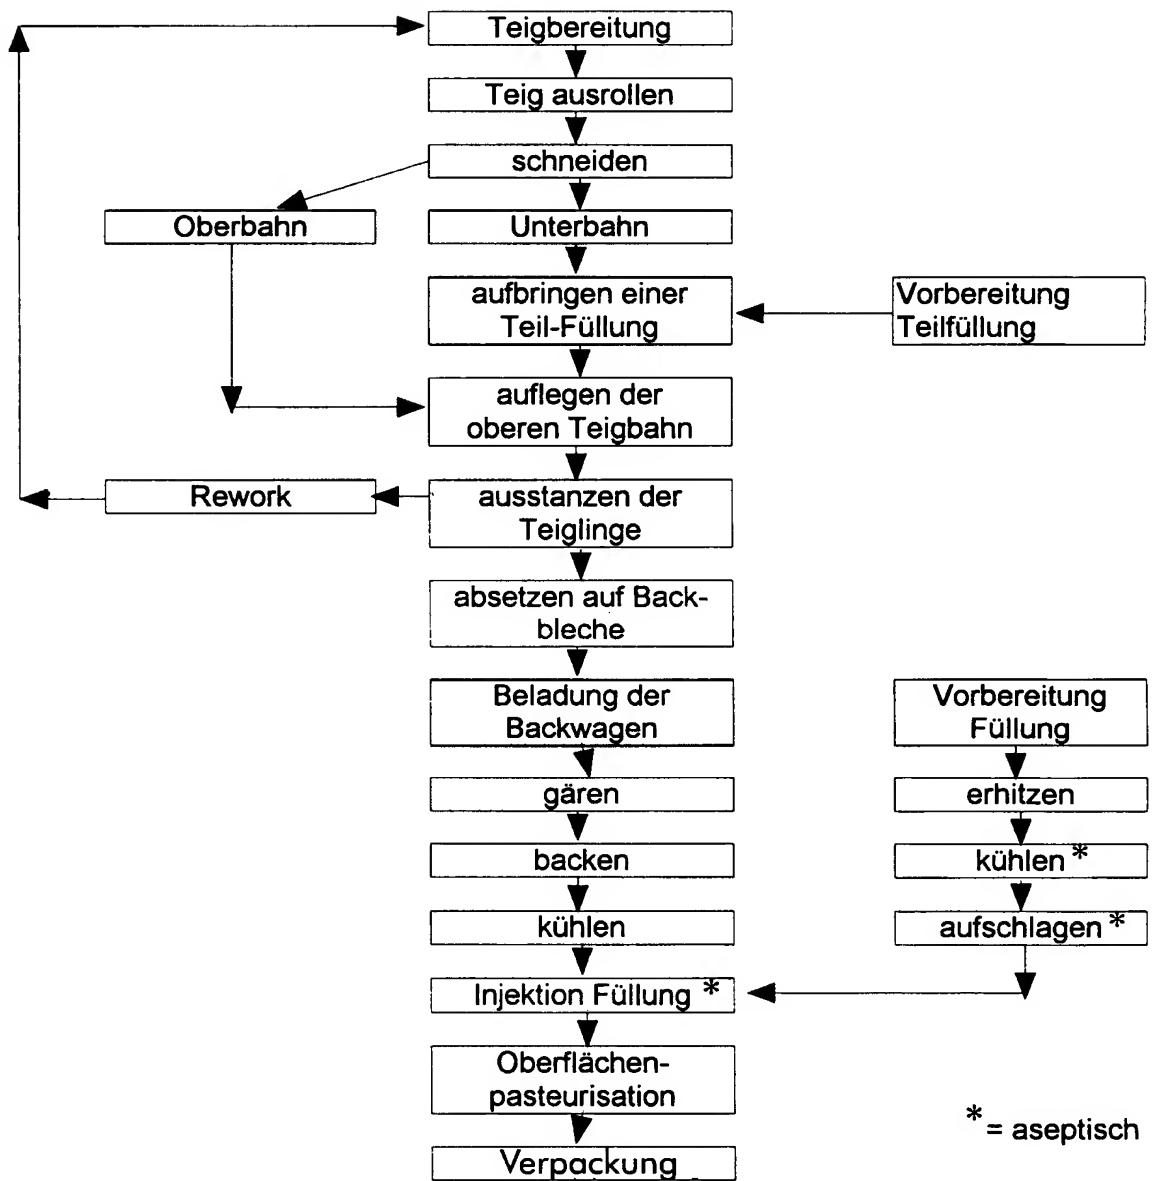 Teigbereitung
Teig ausrollen
schneiden
Oberbahn
Unterbahn
aufbringen einer
Teil-Füllung
Vorbereitung
Teilfüllung
auflegen der
oberen Teigbahn
Rework
ausstanzen der
Teiglinge
absetzen auf Back-
bleche
Beladung der
Backwagen
Vorbereitung
Füllung
gären
erhitzen
backen
kühlen *
kühlen
aufschlagen *
Injektion Füllung *
Oberflächen-
pasteurisation
* = aseptisch
Verpackung